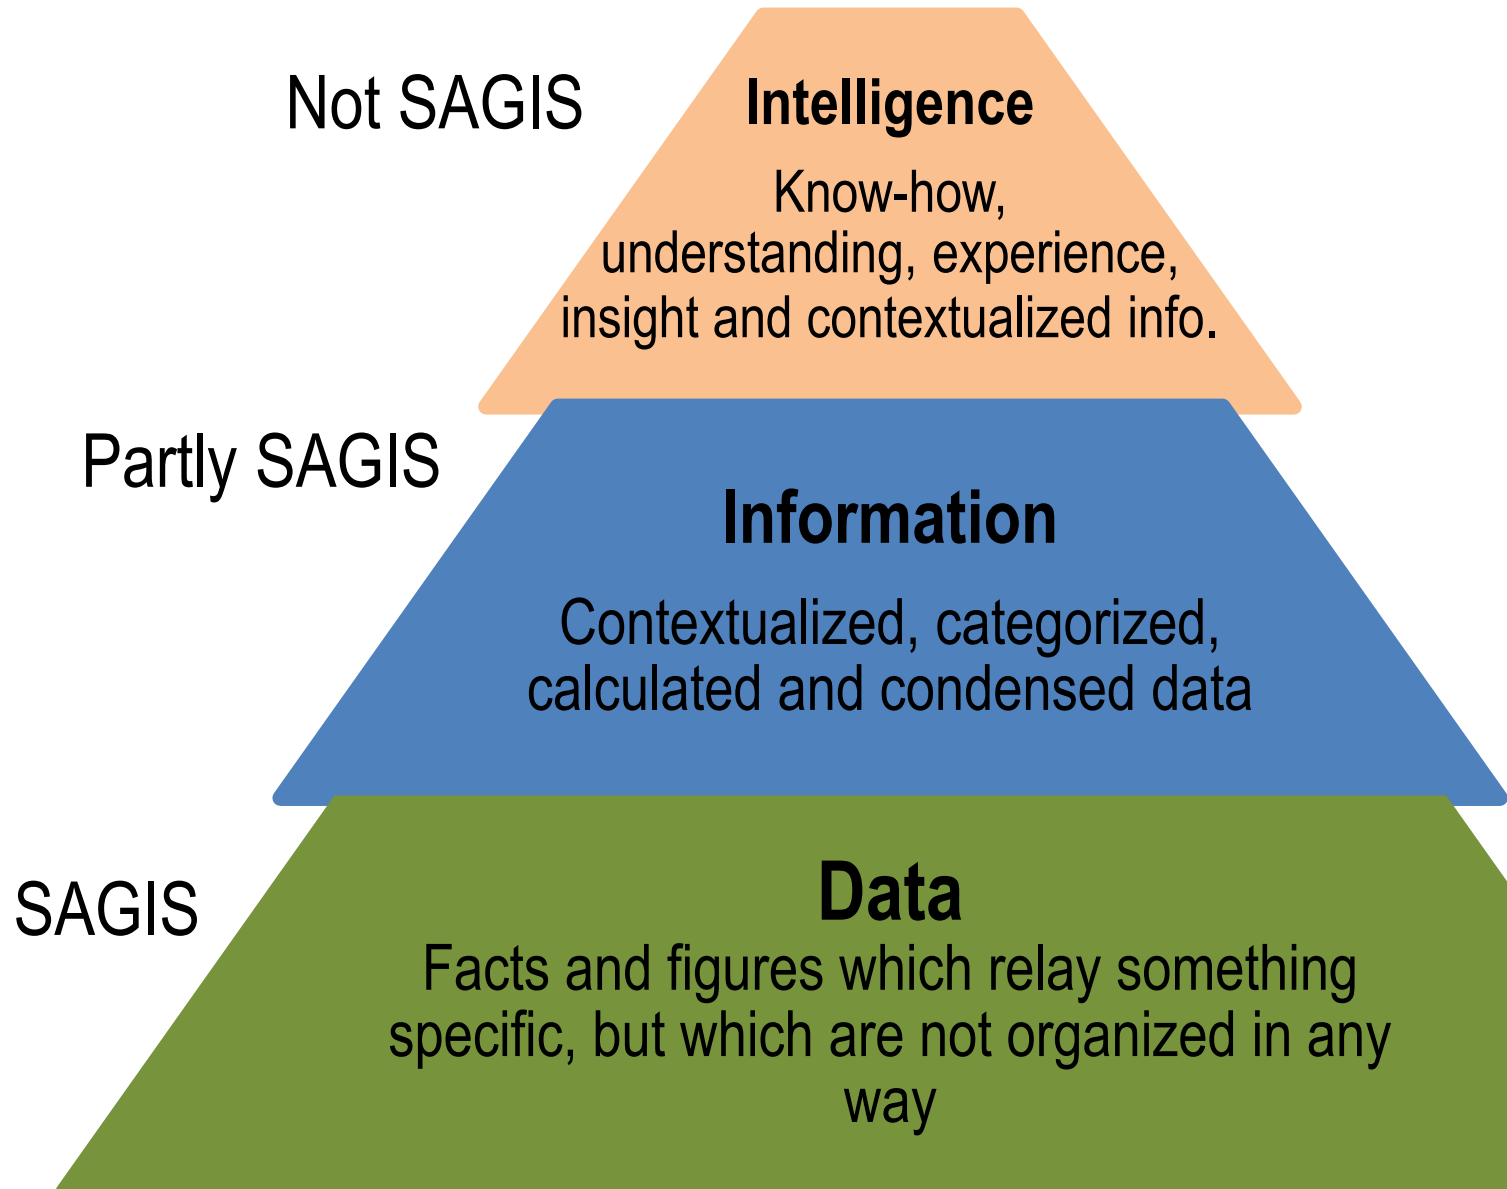 Not SAGIS
Intelligence
Know-how,
understanding, experience,
insight and contextualized info.
Partly SAGIS
Information
Contextualized, categorized,
calculated and condensed data
SAGIS
Data
Facts and figures which relay something
specific, but which are not organized in any
way